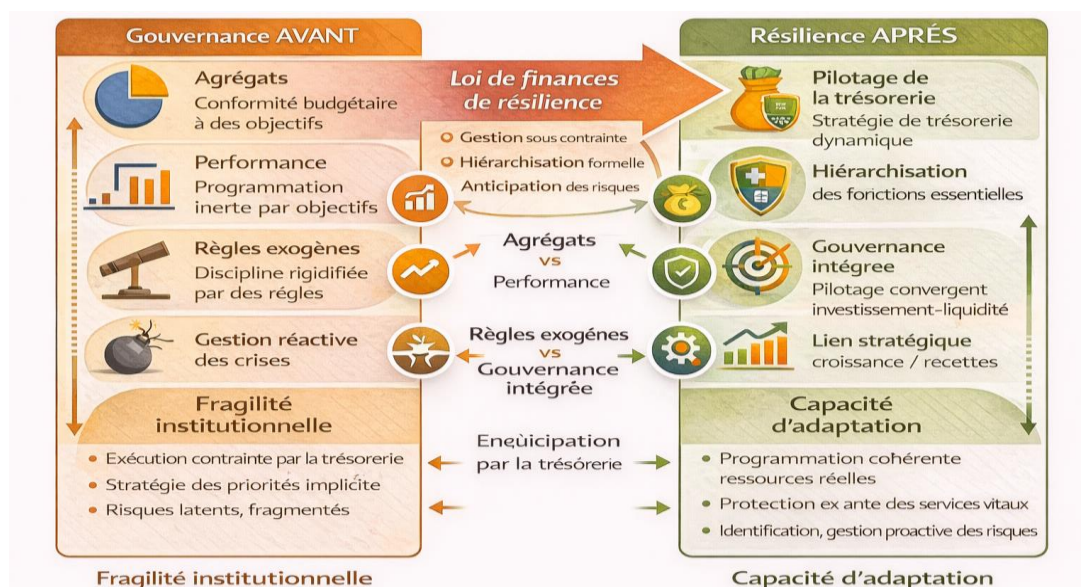 Gouvernance AVANT
Agrégats
Conformité budgétaire
à des objectifs
Performance
Programmation
inerte par objectifs
Règles exogènes
Discipline rigidifiée
par des régles
Gestion réactive
des crises
Fragilité
institutionnelle
Exécution contrainte par la trésorerie
Stratégie des priorités implicite
Risques latents, fragmentés
Fragilité institutionnelle
Loi de finances
de résilience
Gestion sous contrainte
Hiérarchisation formelle
Anticipation des risques
Agrégats
vs
Performance
Règles exogénes
vs
Gouvernance
intégrée
Enqùicipation
par la trésórerie
Résilience APRÉS
Pilotage de
la trésorerie
Stratégie de trésorerie
dynamique
Hiérarchisation
des fonctions essentielles
Gouvernance
intégree
Pilotage convergent
investissement-liquidité
Lien stratégique
croissance / recettes
Capacité
d'adaptation
Programmation cohérente
ressources réelles
Protection ex ante des services vitaux
Identification, gestion proactive des risques
Capacité d'adaptation